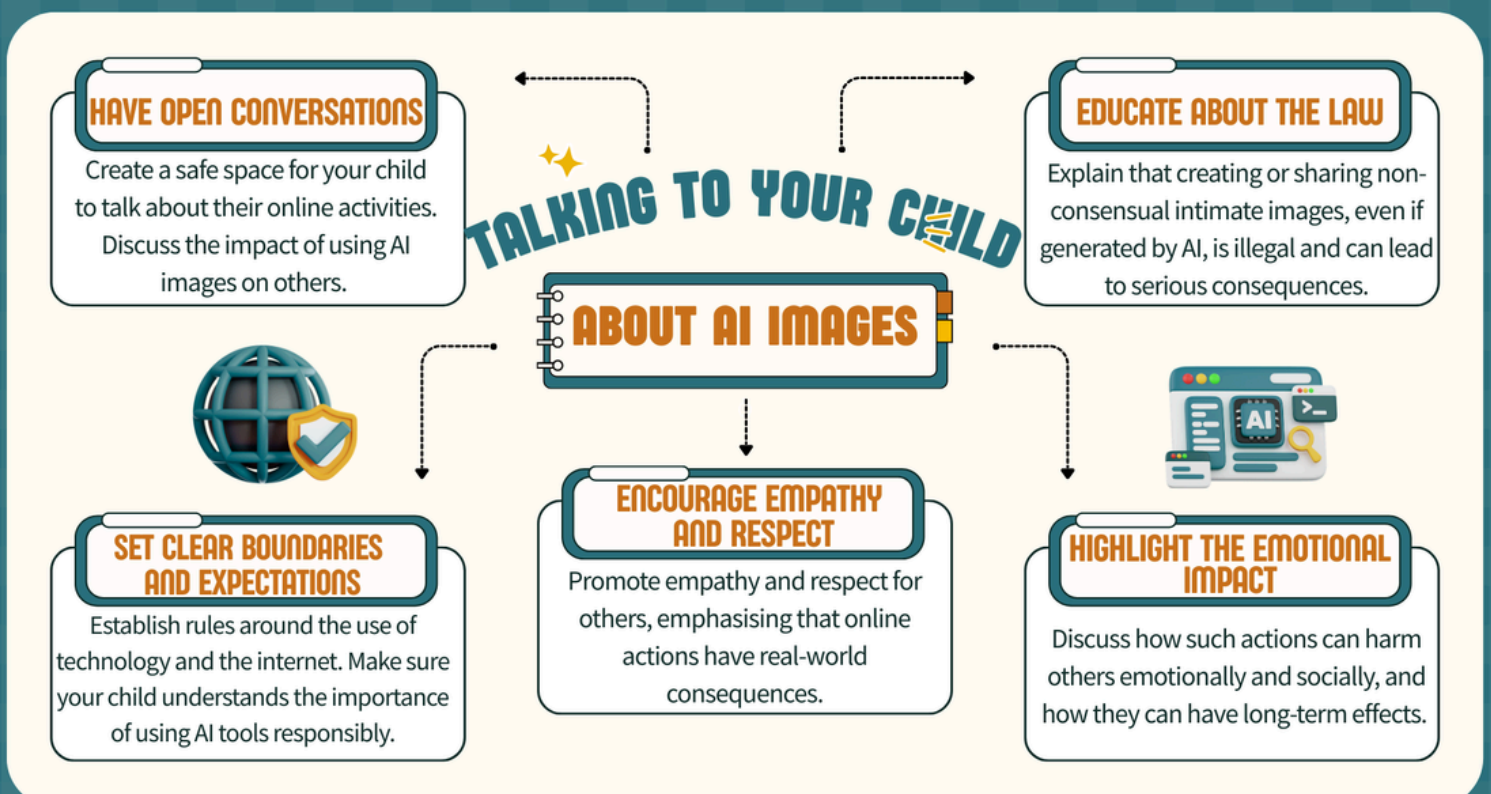 TALKING TO YOUR CHILD
ABOUT AI IMAGES
HAVE OPEN CONVERSATIONS
Create a safe space for your child
to talk about their online activities.
Discuss the impact of using AI
images on others.
EDUCATE ABOUT THE LAW
Explain that creating or sharing non-
consensual intimate images, even if
generated by AI, is illegal and can lead
to serious consequences.
SET CLEAR BOUNDARIES
AND EXPECTATIONS
Establish rules around the use of
technology and the internet. Make sure
your child understands the importance
of using AI tools responsibly.
ENCOURAGE EMPATHY
AND RESPECT
Promote empathy and respect for
others, emphasising that online
actions have real-world
consequences.
AI
>_
HIGHLIGHT THE EMOTIONAL
IMPACT
Discuss how such actions can harm
others emotionally and socially, and
how they can have long-term effects.